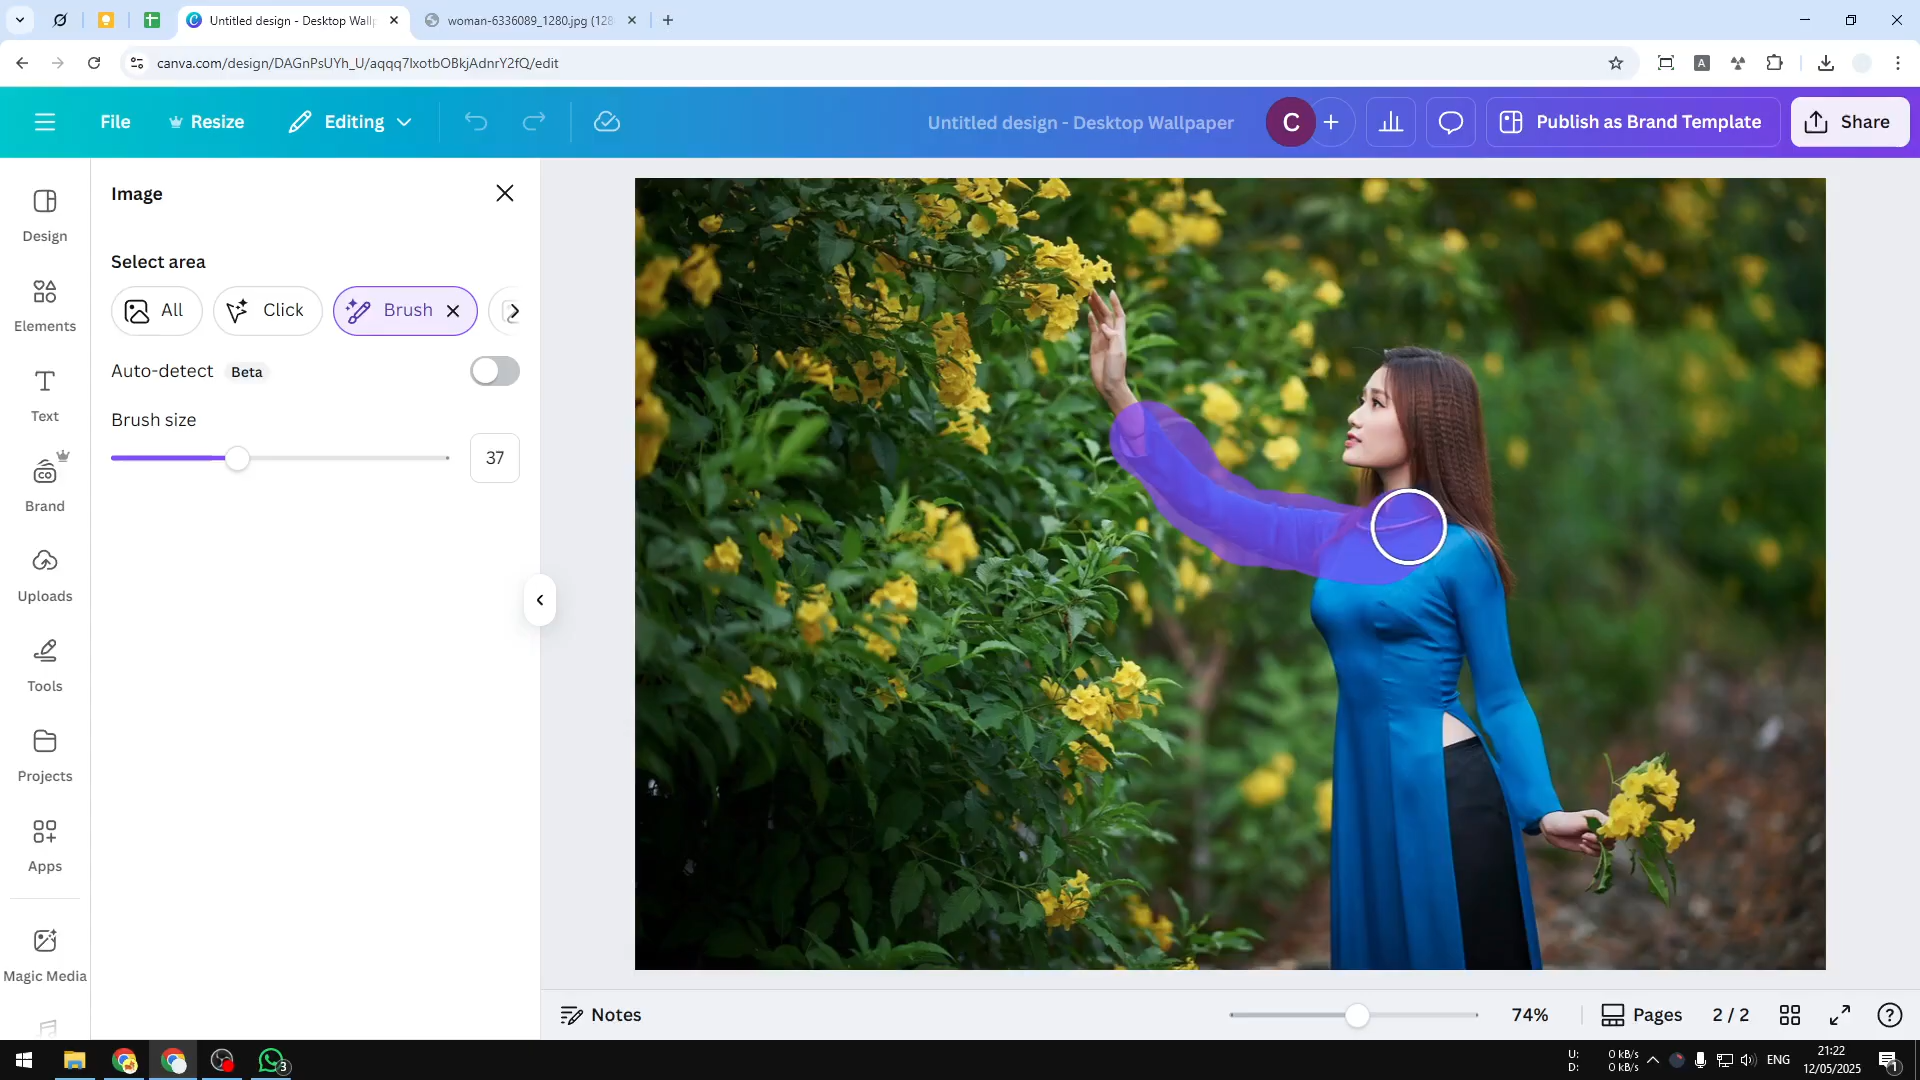 Untitled design - Desktop Wallp
woman-6336089_1280.jpg (128
canva.com/design/DAGnPsUYh_U/aqqq7lxotbOBkjAdnrY2fQ/edit
A
File
Resize
Editing
Untitled design - Desktop Wallpaper
C
Publish as Brand Template
Share
Design
Elements
Text
Brand
Uploads
Tools
Projects
Apps
Magic Media
Image
Select area
All
Click
Brush
Auto-detect
Beta
Brush size
37
Notes
74%
Pages
2 / 2
3
U: 0 kB/s
D: 0 kB/s
ENG
21:22
12/05/2025
1